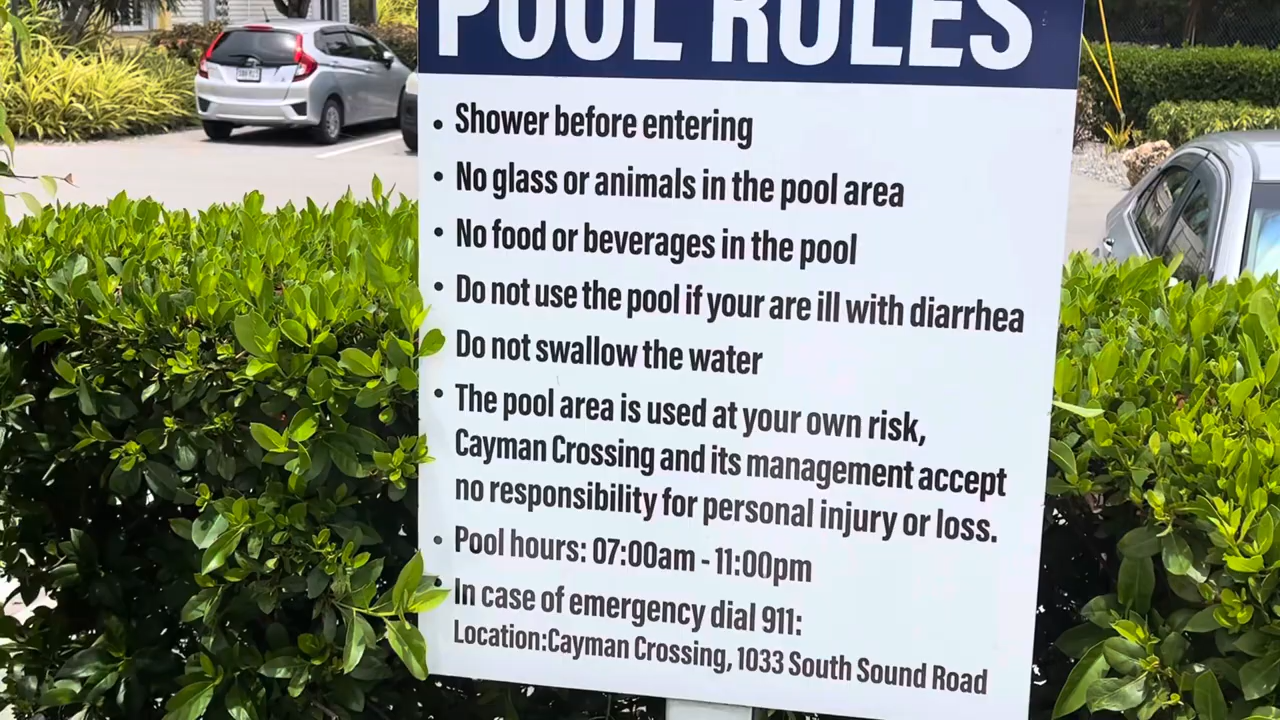 POOL RULES
• Shower before entering
• No glass or animals in the pool area
• No food or beverages in the pool
• Do not use the pool if your are ill with diarrhea
Do not swallow the water
• The pool area is used at your own risk,
Cayman Crossing and its management accept
no responsibility for personal injury or loss.
• Pool hours: 07:00am - 11:00pm
• In case of emergency dial 911:
Location:Cayman Crossing, 1033 South Sound Road